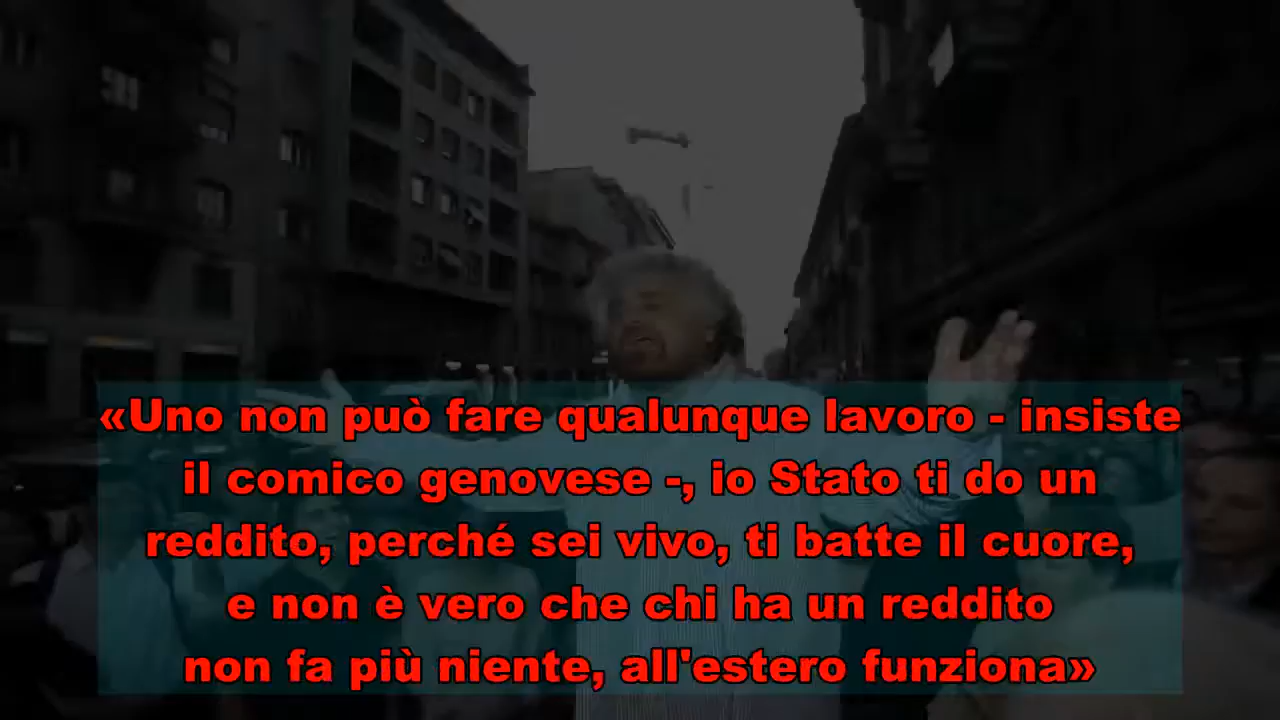 «Uno non può fare qualunque lavoro - insiste
il comico genovese -, io Stato ti do un
reddito, perché sei vivo, ti batte il cuore,
e non è vero che chi ha un reddito
non fa più niente, all'estero funziona»